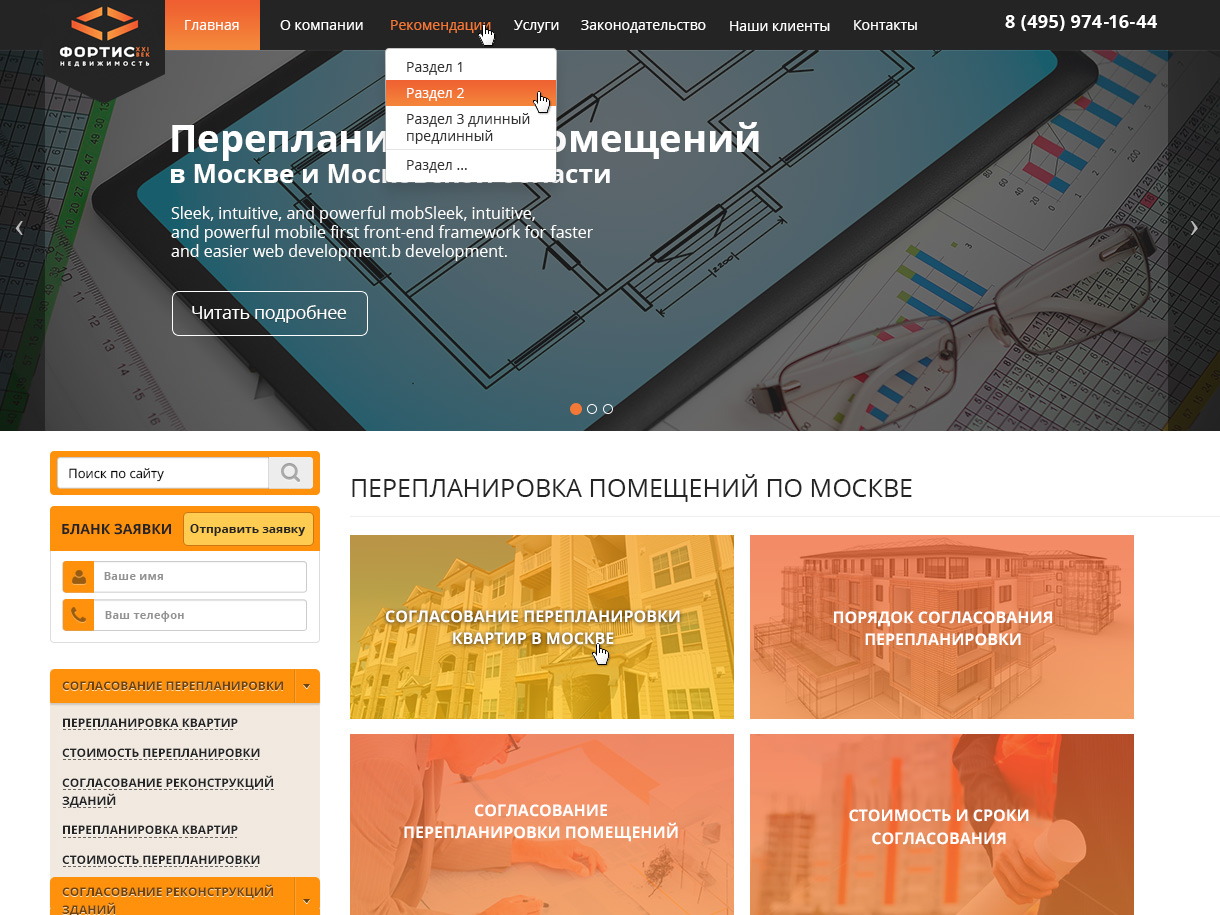 ФОРТИС XXI ВЕК
НЕДВИЖИМОСТЬ
Главная
О компании
Рекомендации
Услуги
Законодательство
Наши клиенты
Контакты
8 (495) 974-16-44
Раздел 1
Раздел 2
Раздел 3 длинный
предлинный
Раздел ...
Переплани омещений
в Москве и Мос асти
Sleek, intuitive, and powerful mobSleek, intuitive,
and powerful mobile first front-end framework for faster
and easier web development.b development.
Читать подробнее
Поиск по сайту
БЛАНК ЗАЯВКИ
Отправить заявку
Ваше имя
Ваш телефон
СОГЛАСОВАНИЕ ПЕРЕПЛАНИРОВКИ
ПЕРЕПЛАНИРОВКА КВАРТИР
СТОИМОСТЬ ПЕРЕПЛАНИРОВКИ
СОГЛАСОВАНИЕ РЕКОНСТРУКЦИЙ
ЗДАНИЙ
ПЕРЕПЛАНИРОВКА КВАРТИР
СТОИМОСТЬ ПЕРЕПЛАНИРОВКИ
СОГЛАСОВАНИЕ РЕКОНСТРУКЦИЙ
ЗДАНИЙ
ПЕРЕПЛАНИРОВКА ПОМЕЩЕНИЙ ПО МОСКВЕ
СОГЛАСОВАНИЕ ПЕРЕПЛАНИРОВКИ
КВАРТИР В МОСКВЕ
ПОРЯДОК СОГЛАСОВАНИЯ
ПЕРЕПЛАНИРОВКИ
СОГЛАСОВАНИЕ
ПЕРЕПЛАНИРОВКИ ПОМЕЩЕНИЙ
СТОИМОСТЬ И СРОКИ
СОГЛАСОВАНИЯ